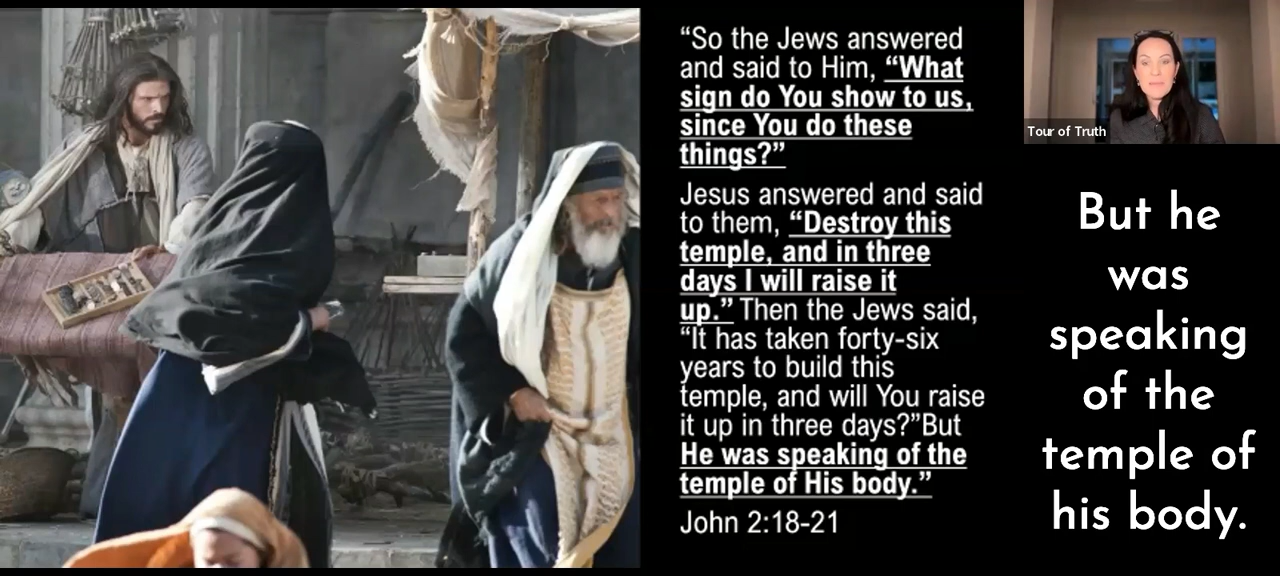 “So the Jews answered
and said to Him, “What
sign do You show to us,
since You do these
things?”
Jesus answered and said
to them, “Destroy this
temple, and in three
days I will raise it
up.” Then the Jews said,
“It has taken forty-six
years to build this
temple, and will You raise
it up in three days?”But
He was speaking of the
temple of His body.”
John 2:18-21
Tour of Truth
But he
was
speaking
of the
temple of
his body.